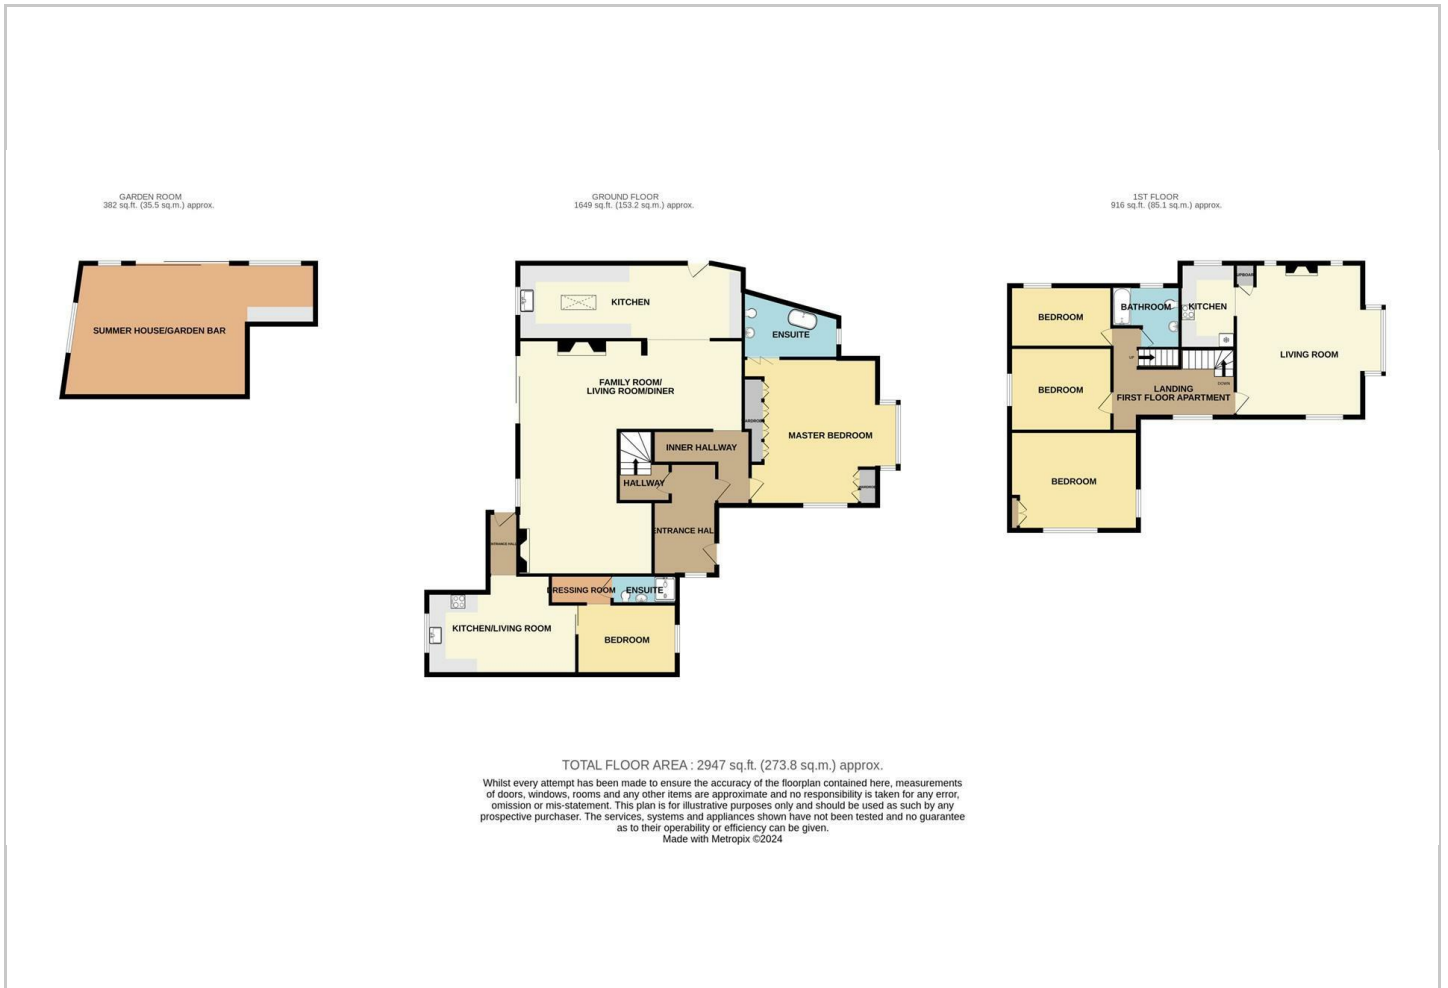 GARDEN ROOM
382 sq.ft. (35.5 sq.m.) approx.
GROUND FLOOR
1649 sq.ft. (153.2 sq.m.) approx.
1ST FLOOR
916 sq.ft. (85.1 sq.m.) approx.
SUMMER HOUSE/GARDEN BAR
KITCHEN
ENSUITE
FAMILY ROOM/
LIVING ROOM/DINER
MASTER BEDROOM
INNER HALLWAY
HALLWAY
ENTRANCE HALL
ENTRANCE HALL
DRESSING ROOM
ENSUITE
KITCHEN/LIVING ROOM
BEDROOM
BEDROOM
BATHROOM
KITCHEN
LIVING ROOM
UP
DOWN
BEDROOM
LANDING
FIRST FLOOR APARTMENT
BEDROOM
TOTAL FLOOR AREA : 2947 sq.ft. (273.8 sq.m.) approx.
Whilst every attempt has been made to ensure the accuracy of the floorplan contained here, measurements
of doors, windows, rooms and any other items are approximate and no responsibility is taken for any error,
omission or mis-statement. This plan is for illustrative purposes only and should be used as such by any
prospective purchaser. The services, systems and appliances shown have not been tested and no guarantee
as to their operability or efficiency can be given.
Made with Metropix ©2024